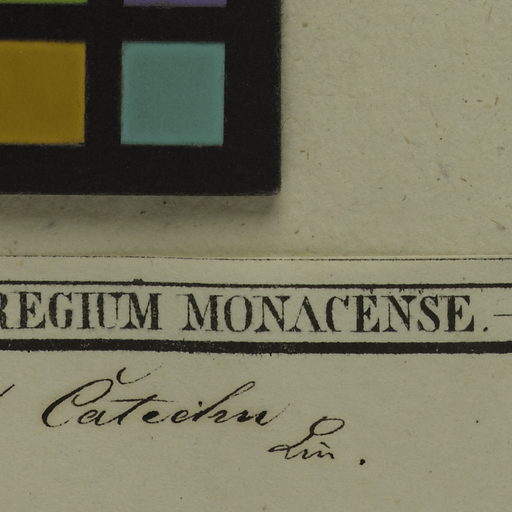 REGIUM MONACENSE.—
Catechu
Lin.